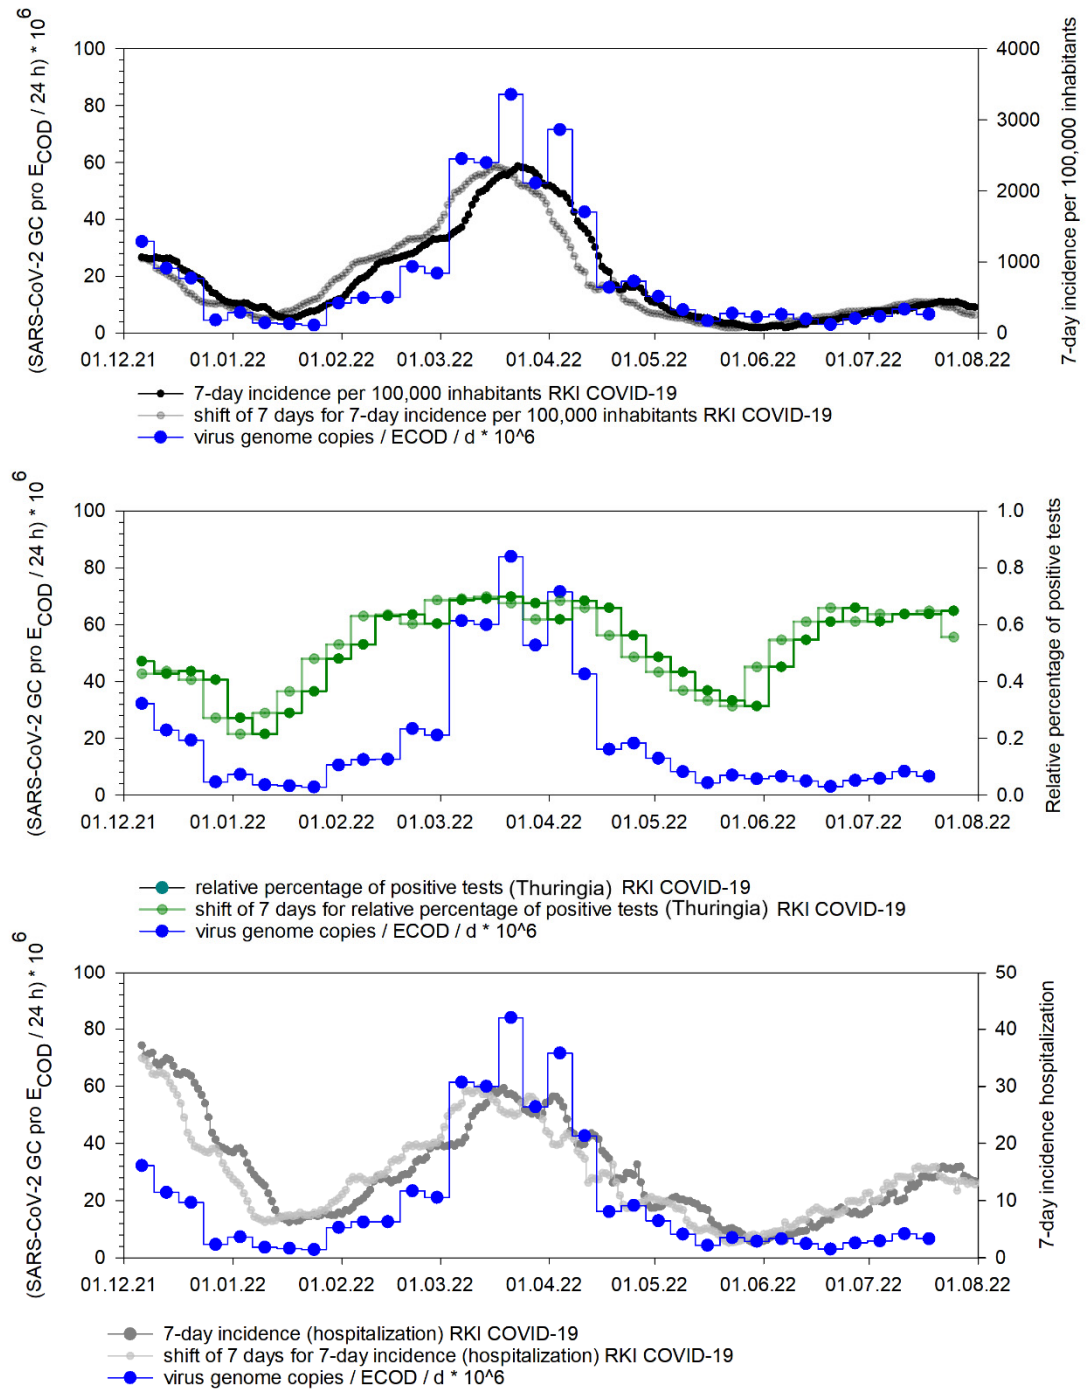 (SARS-CoV-2 GC pro ECOD / 24 h) * 10^6
100
80
60
40
20
0
4000
3000
2000
1000
0
7-day incidence per 100,000 inhabitants
01.12.21 01.01.22 01.02.22 01.03.22 01.04.22 01.05.22 01.06.22 01.07.22 01.08.22
7-day incidence per 100,000 inhabitants RKI COVID-19
shift of 7 days for 7-day incidence per 100,000 inhabitants RKI COVID-19
virus genome copies / ECOD / d * 10^6
(SARS-CoV-2 GC pro ECOD / 24 h) * 10^6
100
80
60
40
20
0
1.0
0.8
0.6
0.4
0.2
0.0
Relative percentage of positive tests
01.12.21 01.01.22 01.02.22 01.03.22 01.04.22 01.05.22 01.06.22 01.07.22 01.08.22
relative percentage of positive tests (Thuringia) RKI COVID-19
shift of 7 days for relative percentage of positive tests (Thuringia) RKI COVID-19
virus genome copies / ECOD / d * 10^6
(SARS-CoV-2 GC pro ECOD / 24 h) * 10^6
100
80
60
40
20
0
50
40
30
20
10
0
7-day incidence hospitalization
01.12.21 01.01.22 01.02.22 01.03.22 01.04.22 01.05.22 01.06.22 01.07.22 01.08.22
7-day incidence (hospitalization) RKI COVID-19
shift of 7 days for 7-day incidence (hospitalization) RKI COVID-19
virus genome copies / ECOD / d * 10^6